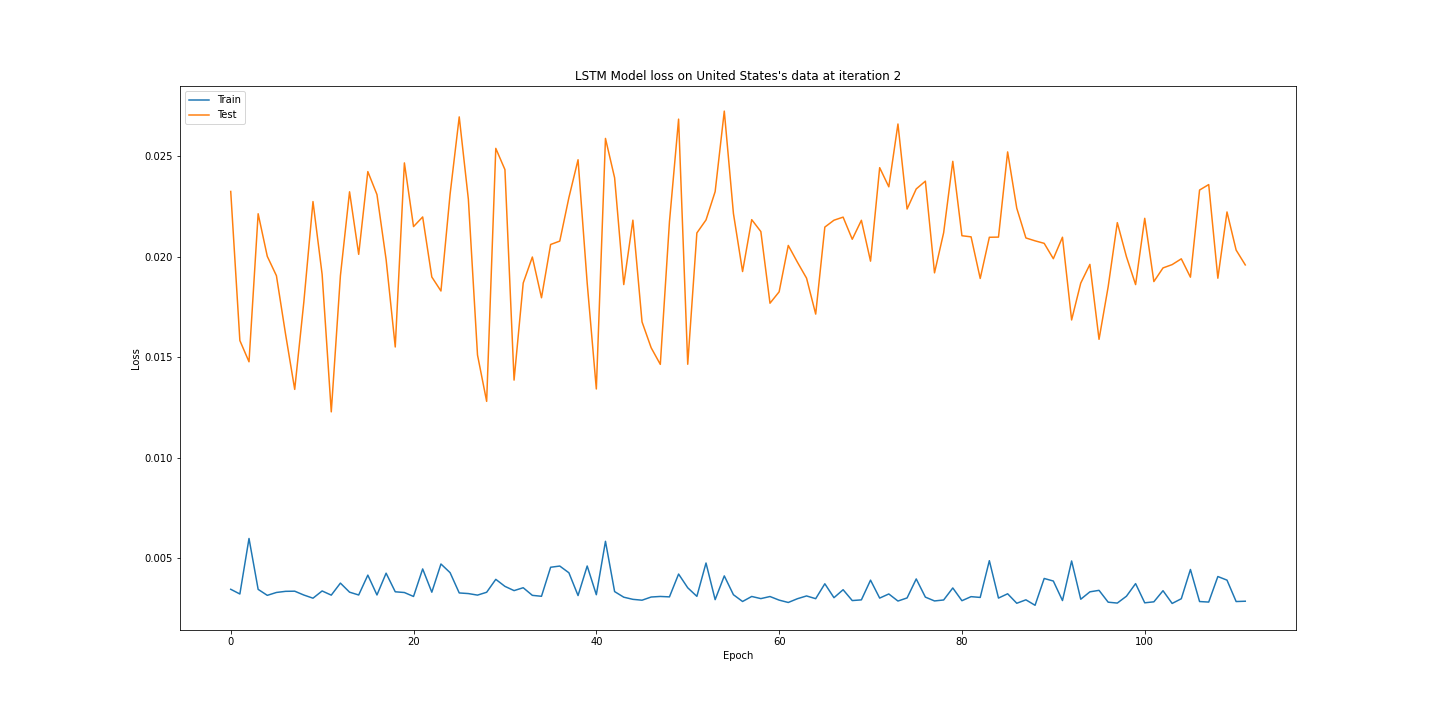 LSTM Model loss on United States's data at iteration 2
Train
Test
Loss
0.025
0.020
0.015
0.010
0.005
0 20 40 60 80 100
Epoch